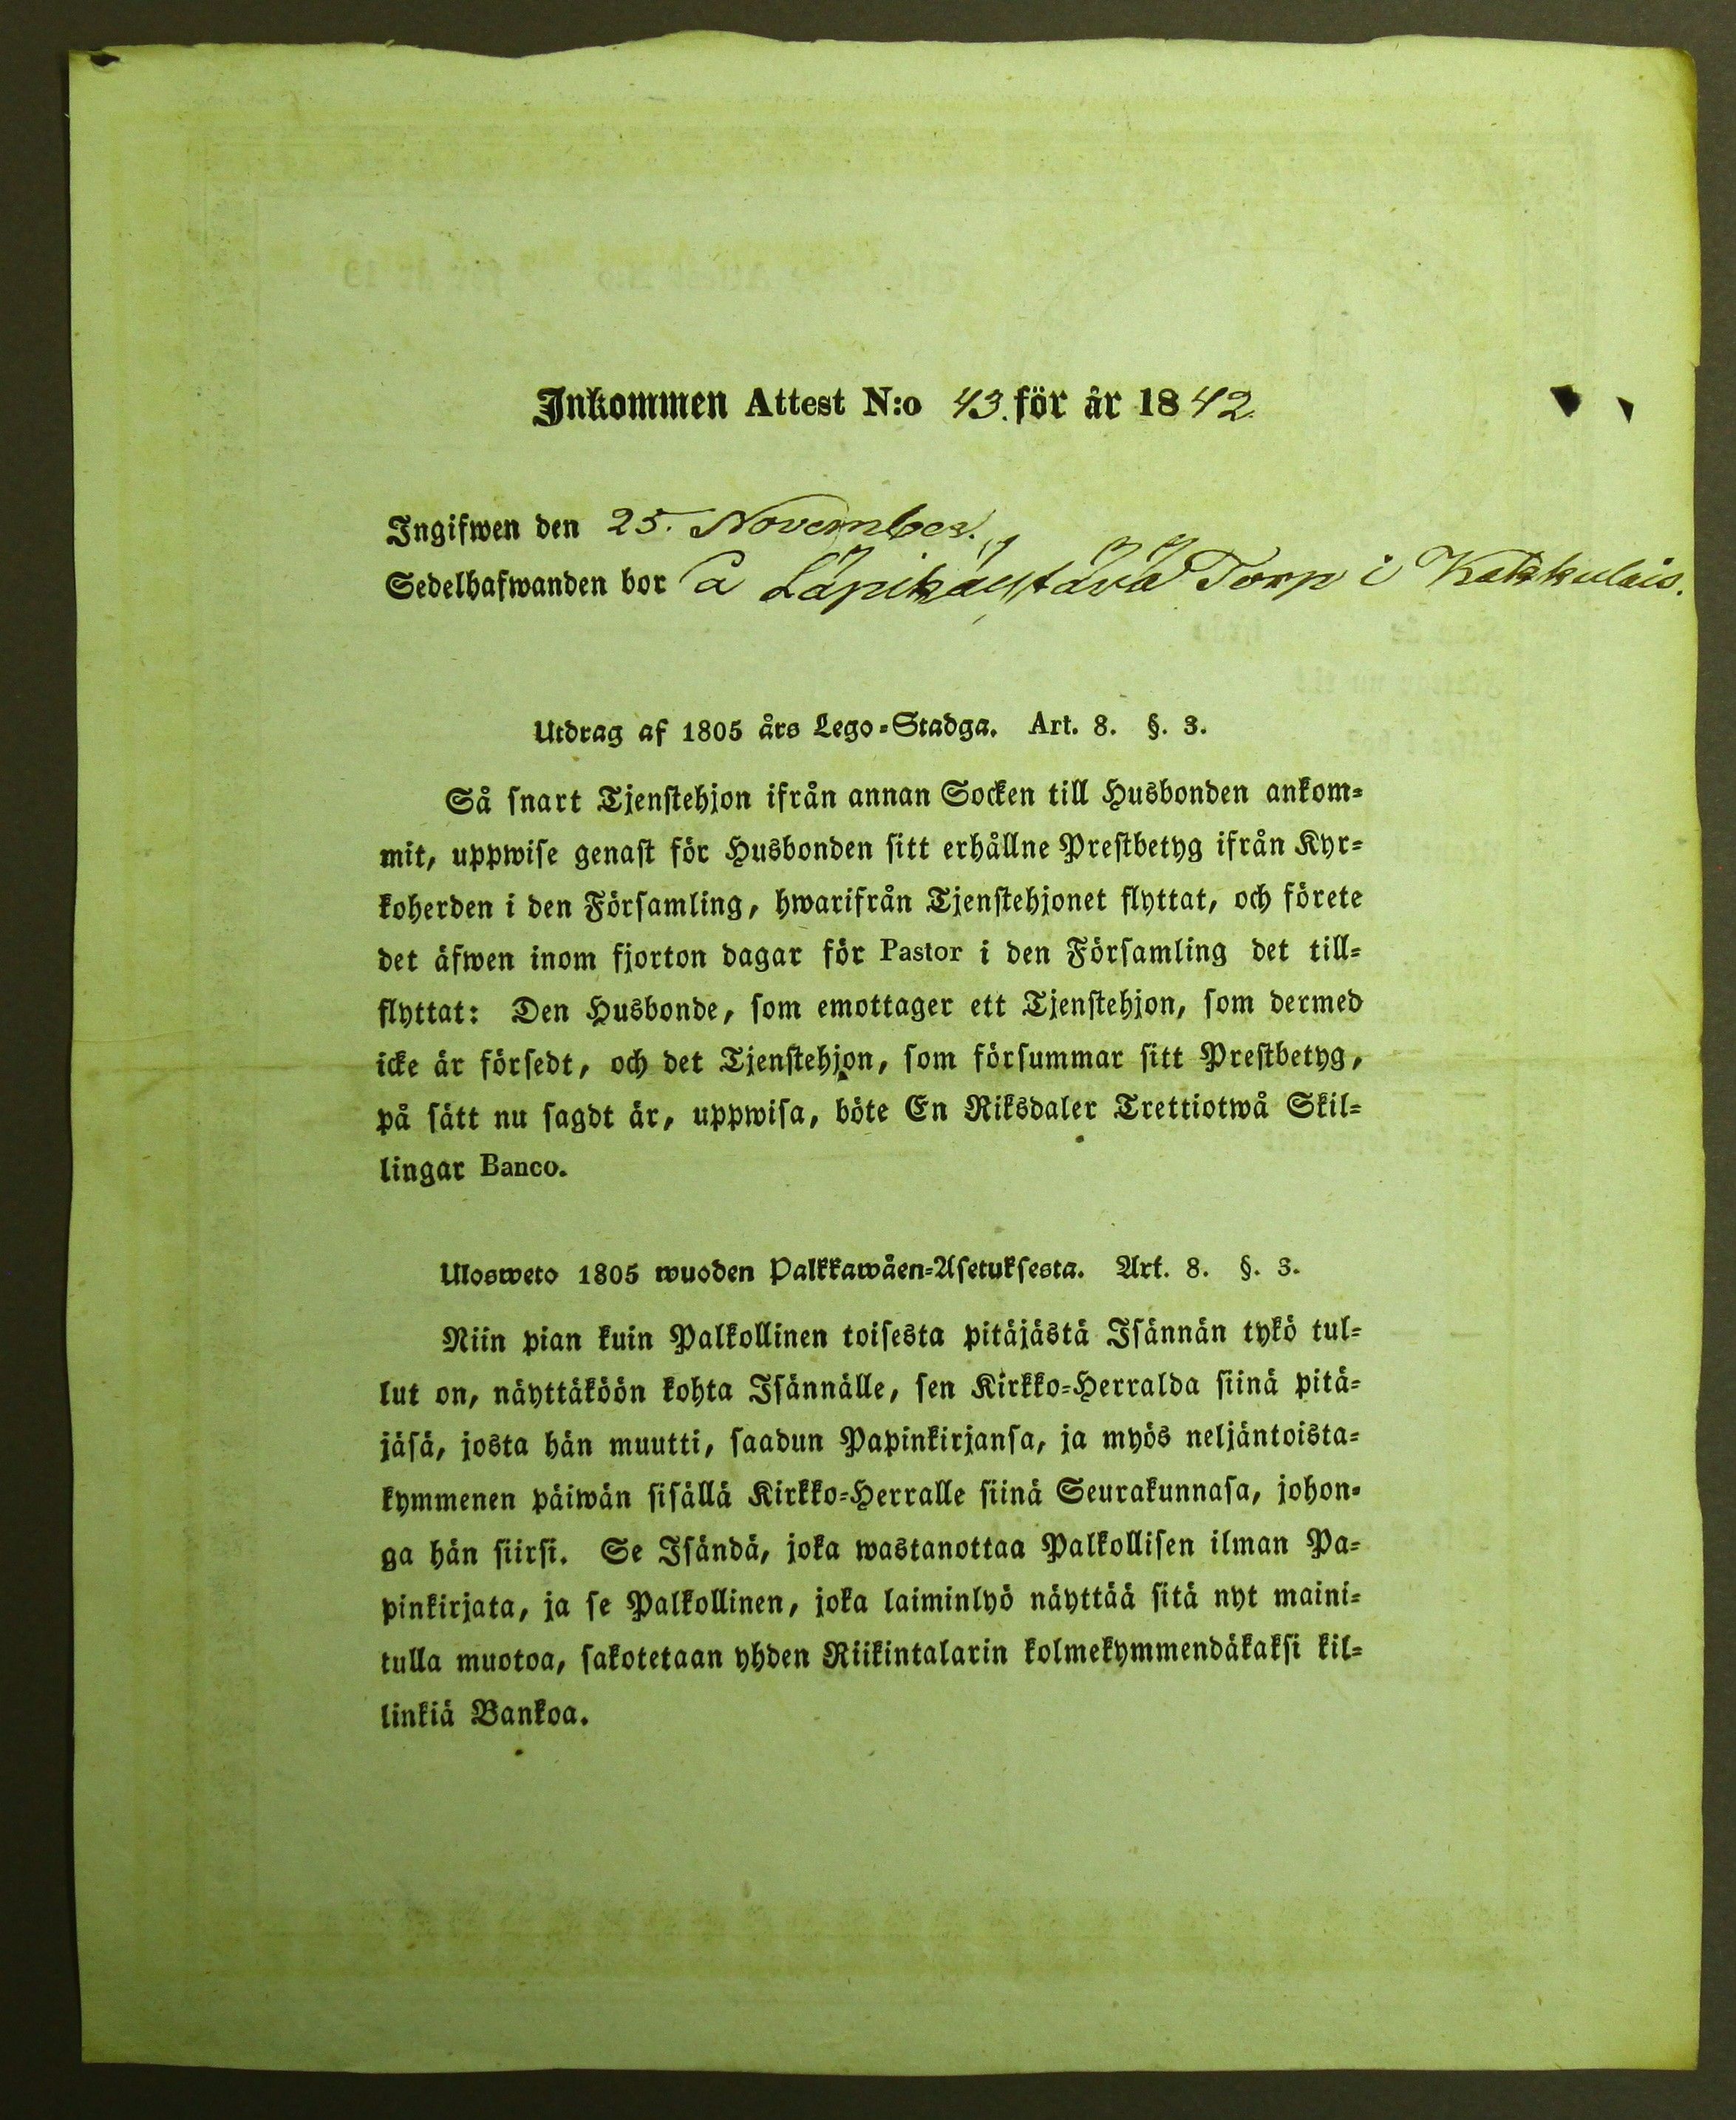 Inkommen Attest N:o 43. för år 1842.
Ingifwen den 25. November.
Sedelhafwanden bor å Torp i
Utdrag af 1805 års Lego-Stadga. Art. 8. §. 3.
Så snart Tjenstehjon ifrån annan Socken till Husbonden ankom-
mit, uppwise genast för Husbonden sitt erhållne Prestbetyg ifrån Kyr-
koherden i den Församling, hwarifrån Tjenstehjonet flyttat, och förete
det äfwen inom fjorton dagar för Pastor i den Församling det till-
flyttat: Den Husbonde, som emottager ett Tjenstehjon, som dermed
icke är försedt, och det Tjenstehjon, som försummar sitt Prestbetyg,
på sätt nu sagdt är, uppwisa, böte En Riksdaler Trettiotwå Skil-
lingar Banco.
Ulosweto 1805 wuoden Palkkawäen-Asetuksesta. Art. 8. §. 3.
Niin pian kuin Palkollinen toisesta pitäjästä Isännän tykö tul-
lut on, näyttäköön kohta Isännälle, sen Kirkko-Herralda siinä pitä-
jäsä, josta hän muutti, saadun Papinkirjansa, ja myös neljäntoista-
kymmenen päiwän sisällä Kirkko-Herralle siinä Seurakunnasa, johon-
ga hän siirsi. Se Isändä, joka wastanottaa Palkollisen ilman Pa-
pinkirjata, ja se Palkollinen, joka laiminlyö näyttää sitä nyt maini-
tulla muotoa, sakotetaan yhden Riikintalarin kolmekymmendäkaksi kil-
linkiä Bankoa.